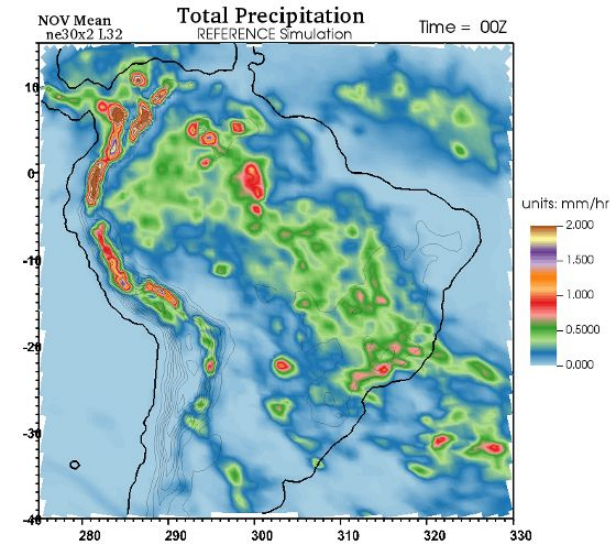 Total Precipitation
NOV Mean
ne30x2 L32
REFERENCE Simulation
Time = 00Z
10
0
-10
-20
-30
-40
280
290
300
310
320
330
units: mm/hr
2.000
1.500
1.000
0.5000
0.000